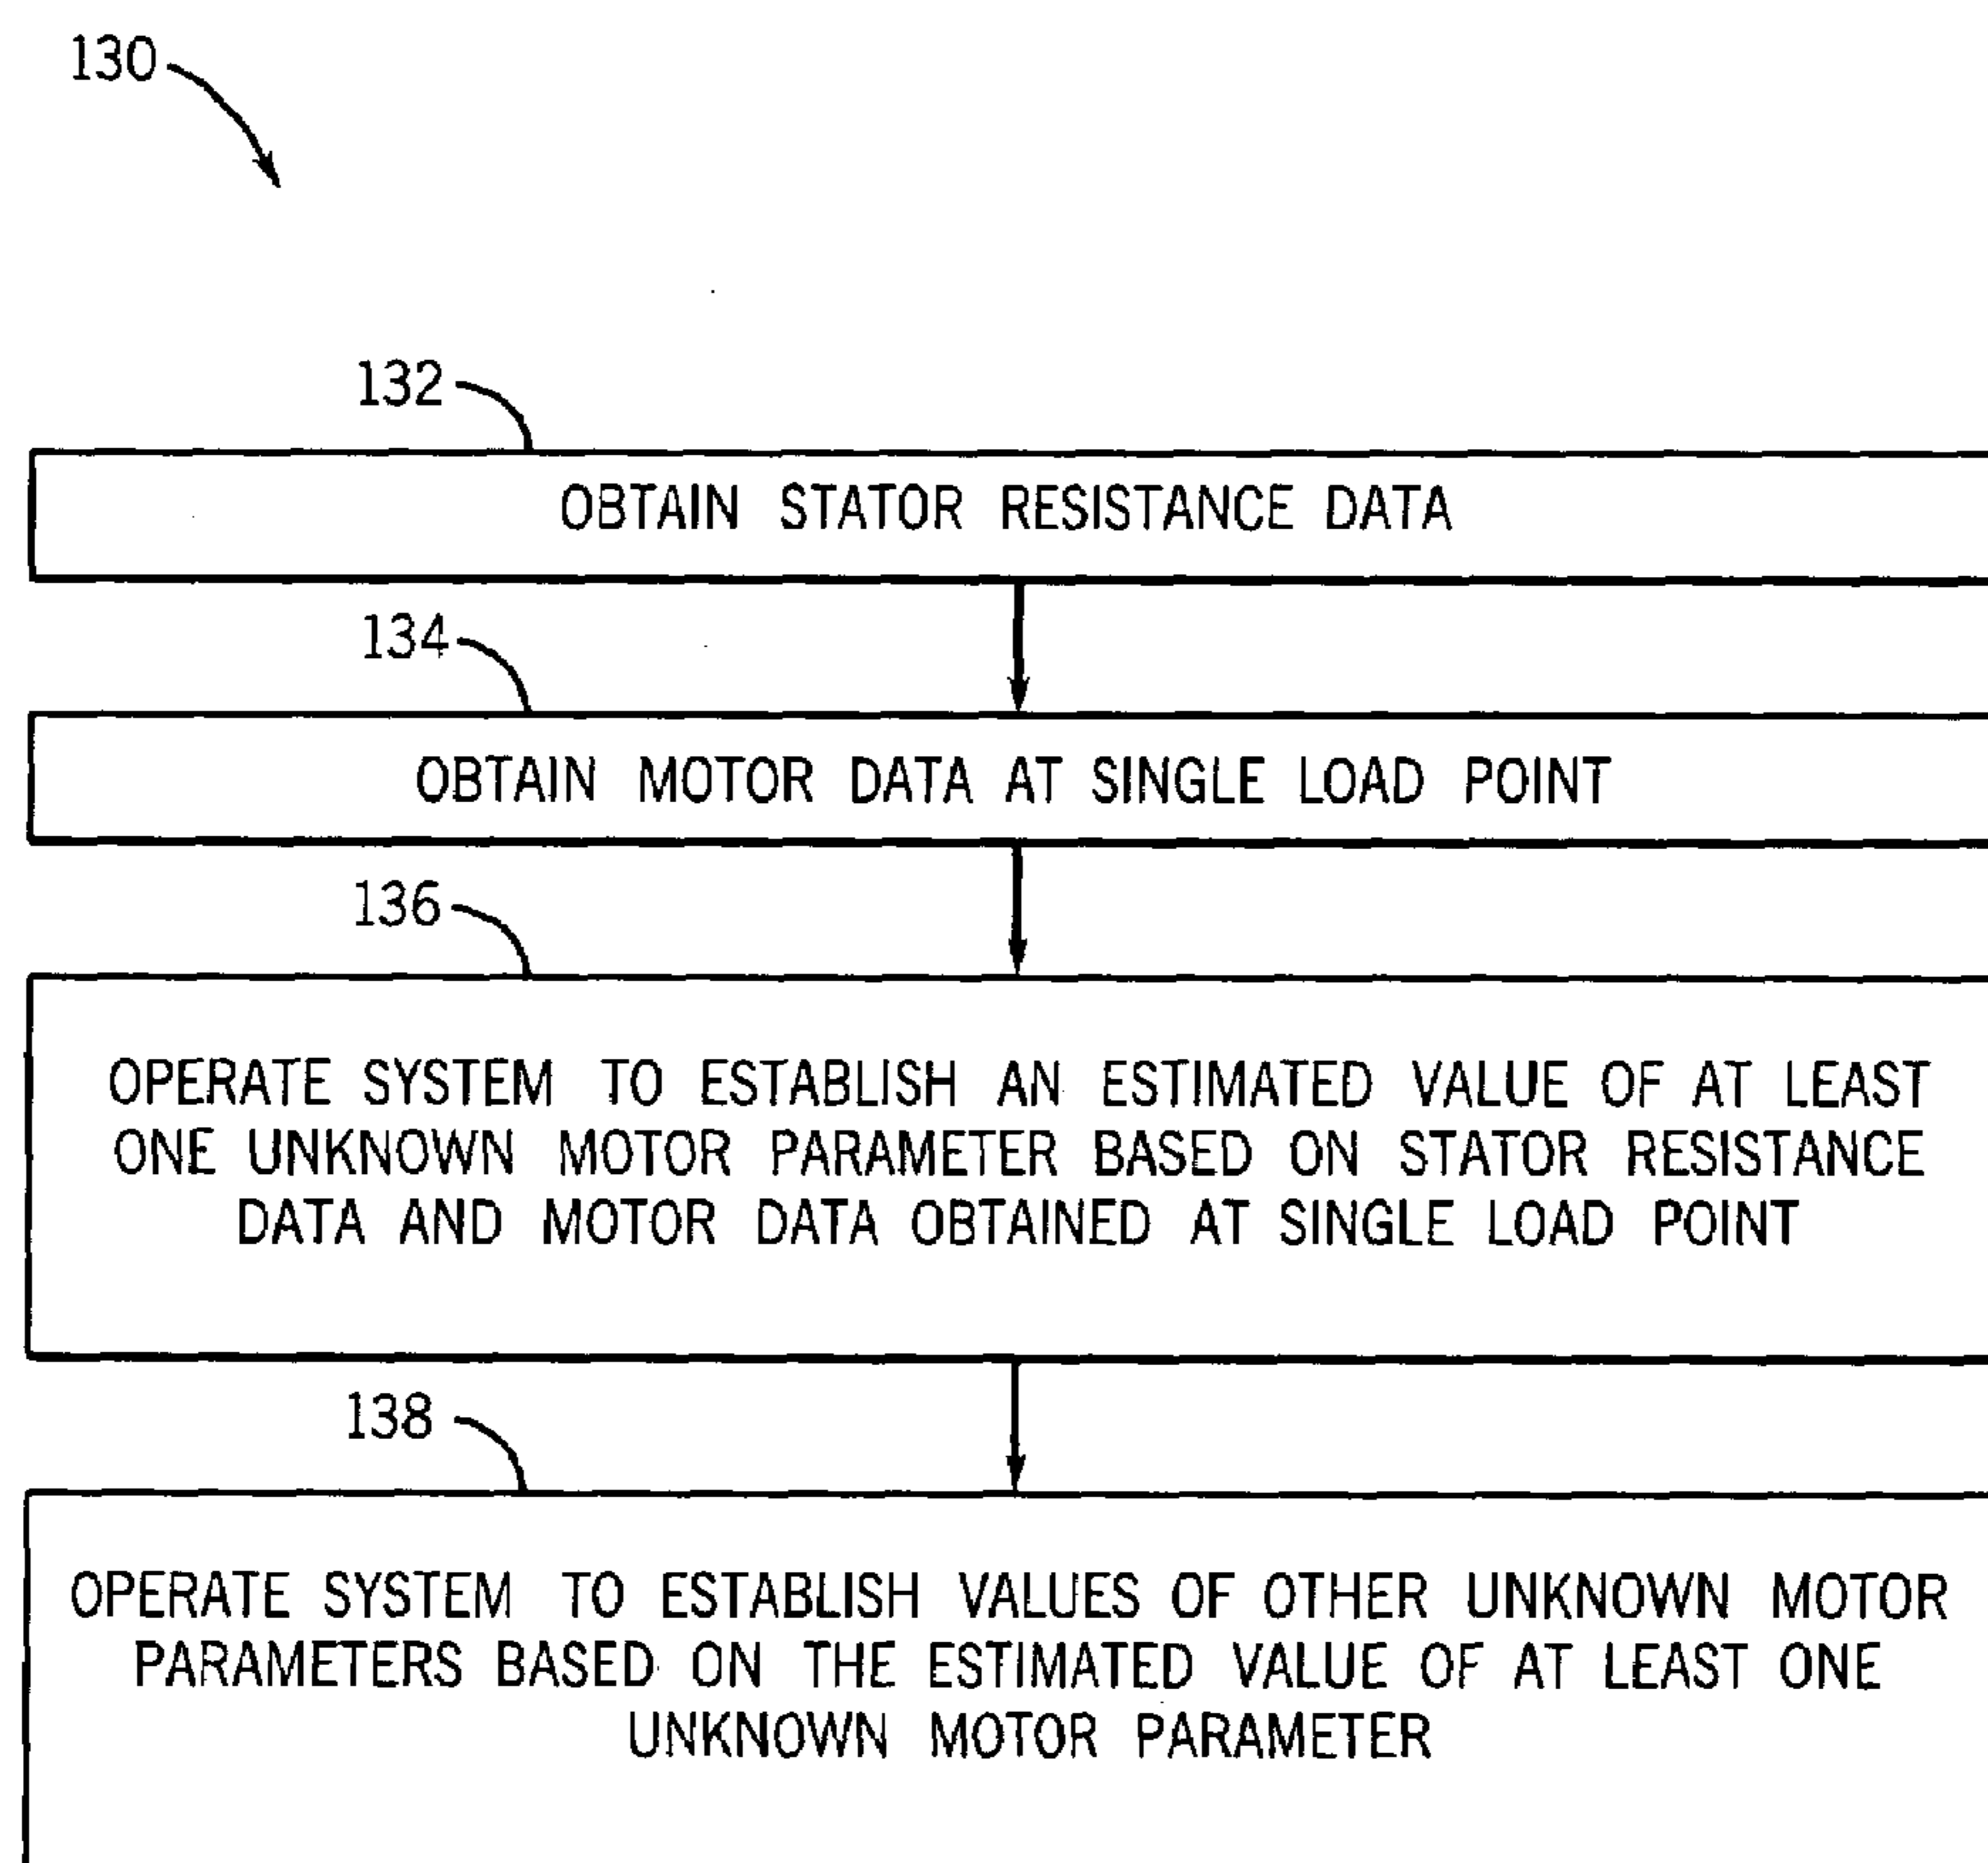 130
132
OBTAIN STATOR RESISTANCE DATA
134
OBTAIN MOTOR DATA AT SINGLE LOAD POINT
136
OPERATE SYSTEM TO ESTABLISH AN ESTIMATED VALUE OF AT LEAST
ONE UNKNOWN MOTOR PARAMETER BASED ON STATOR RESISTANCE
DATA AND MOTOR DATA OBTAINED AT SINGLE LOAD POINT
138
OPERATE SYSTEM TO ESTABLISH VALUES OF OTHER UNKNOWN MOTOR
PARAMETERS BASED ON THE ESTIMATED VALUE OF AT LEAST ONE
UNKNOWN MOTOR PARAMETER